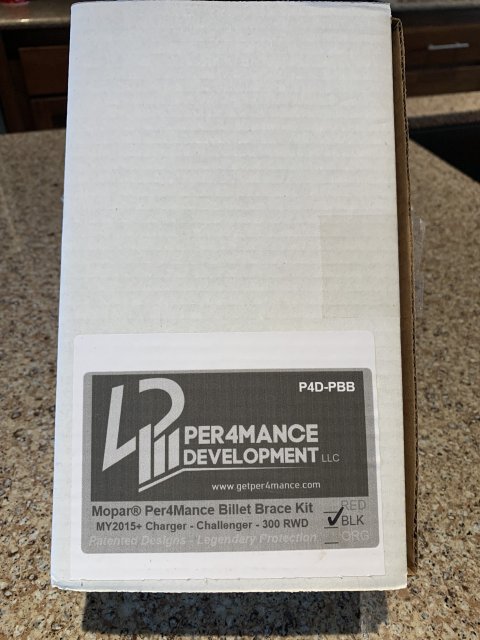 P4D-PBB
PER4MANCE
DEVELOPMENT LLC
www.getper4mance.com
Mopar® Per4Mance Billet Brace Kit
MY2015+ Charger - Challenger - 300 RWD
Patented Designs - Legendary Protection
RED
✓ BLK
ORG